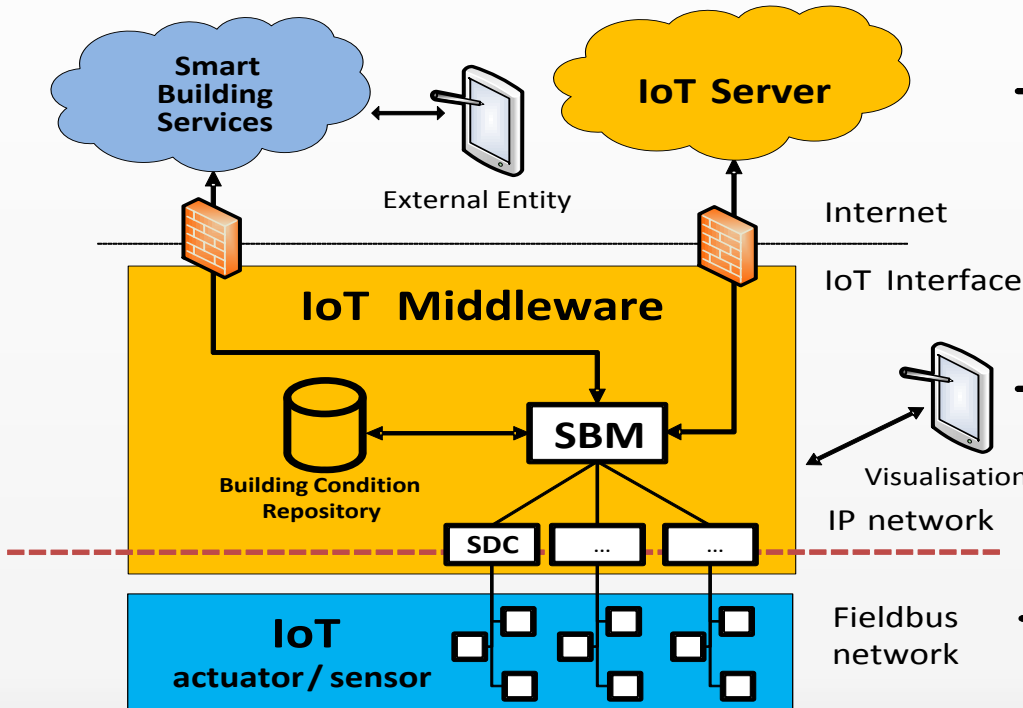 Smart
Building
Services
IoT Server
External Entity
Internet
IoT Interface
IoT Middleware
SBM
Building Condition
Repository
Visualisation
IP network
SDC
...
...
Fieldbus
network
IoT
actuator / sensor